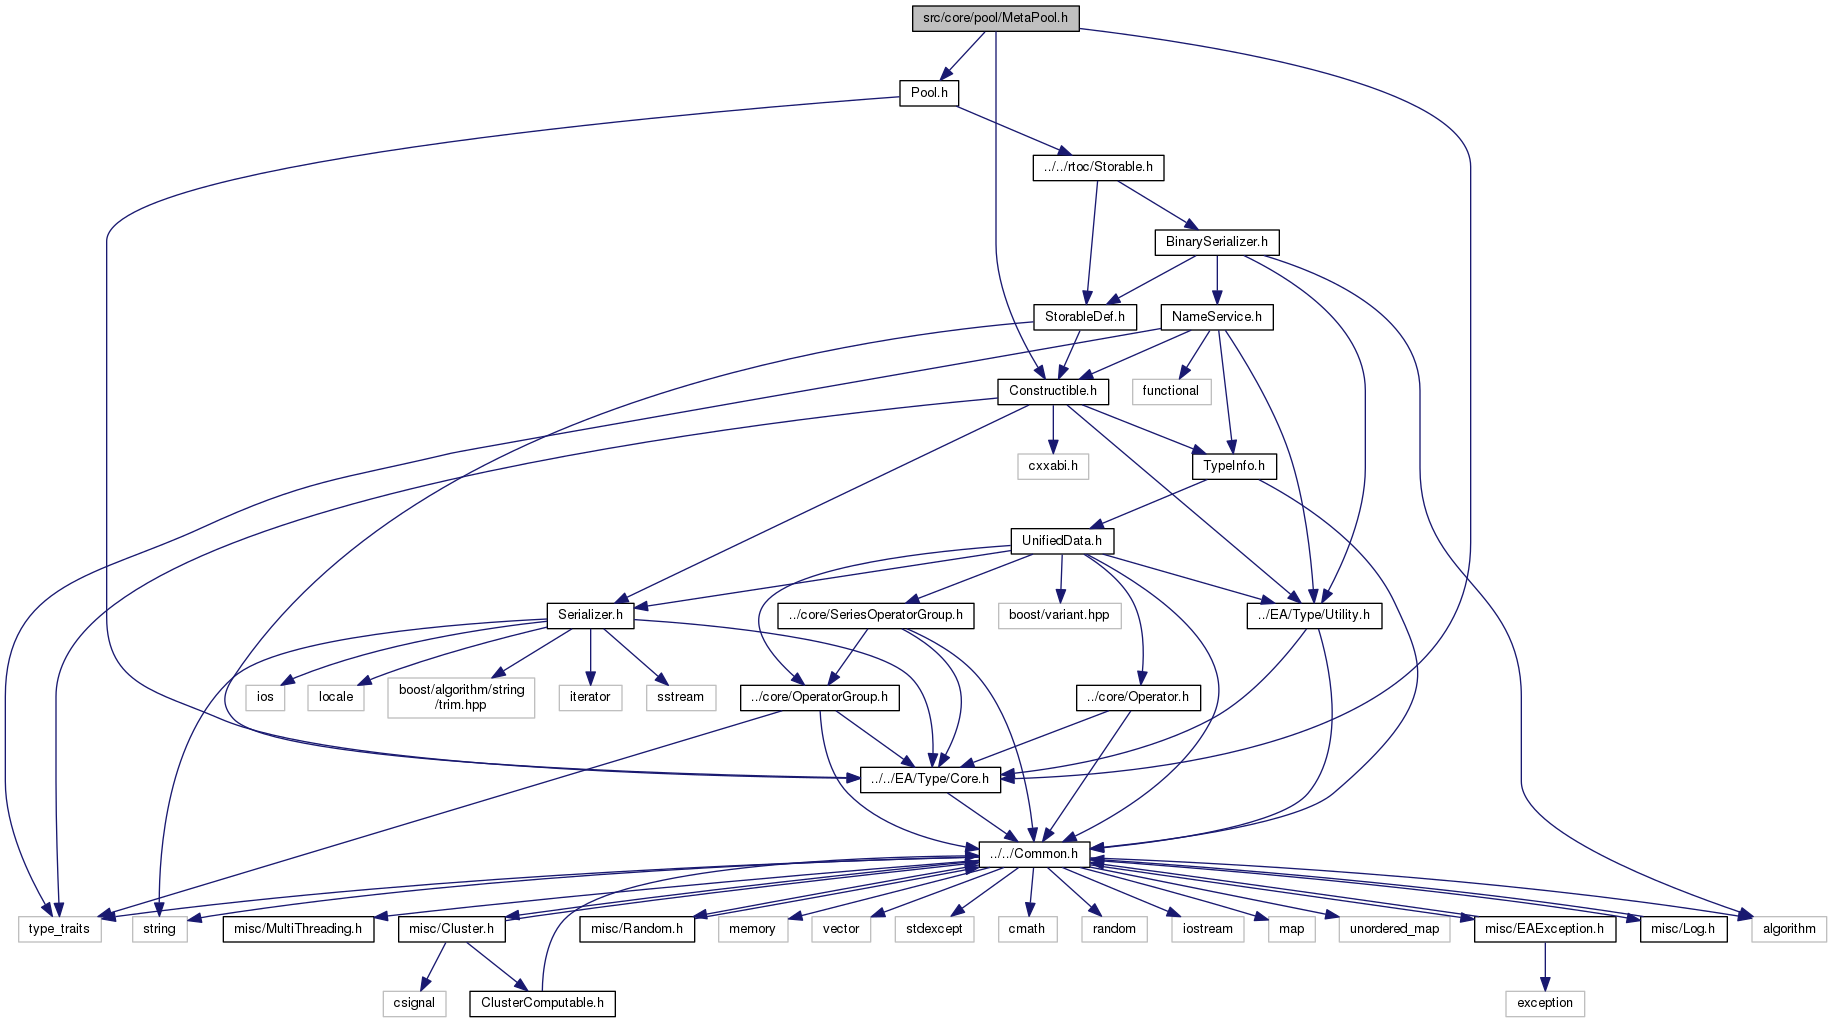 src/core/pool/MetaPool.h
Pool.h
../../rtoc/Storable.h
BinarySerializer.h
StorableDef.h
NameService.h
Constructible.h
functional
cxxabi.h
TypeInfo.h
UnifiedData.h
Serializer.h
../core/SeriesOperatorGroup.h
boost/variant.hpp
../EA/Type/Utility.h
ios
locale
boost/algorithm/string
/trim.hpp
iterator
sstream
../core/OperatorGroup.h
../core/Operator.h
../../EA/Type/Core.h
../../Common.h
type_traits
string
misc/MultiThreading.h
misc/Cluster.h
misc/Random.h
memory
vector
stdexcept
cmath
random
iostream
map
unordered_map
misc/EAException.h
misc/Log.h
algorithm
csignal
ClusterComputable.h
exception